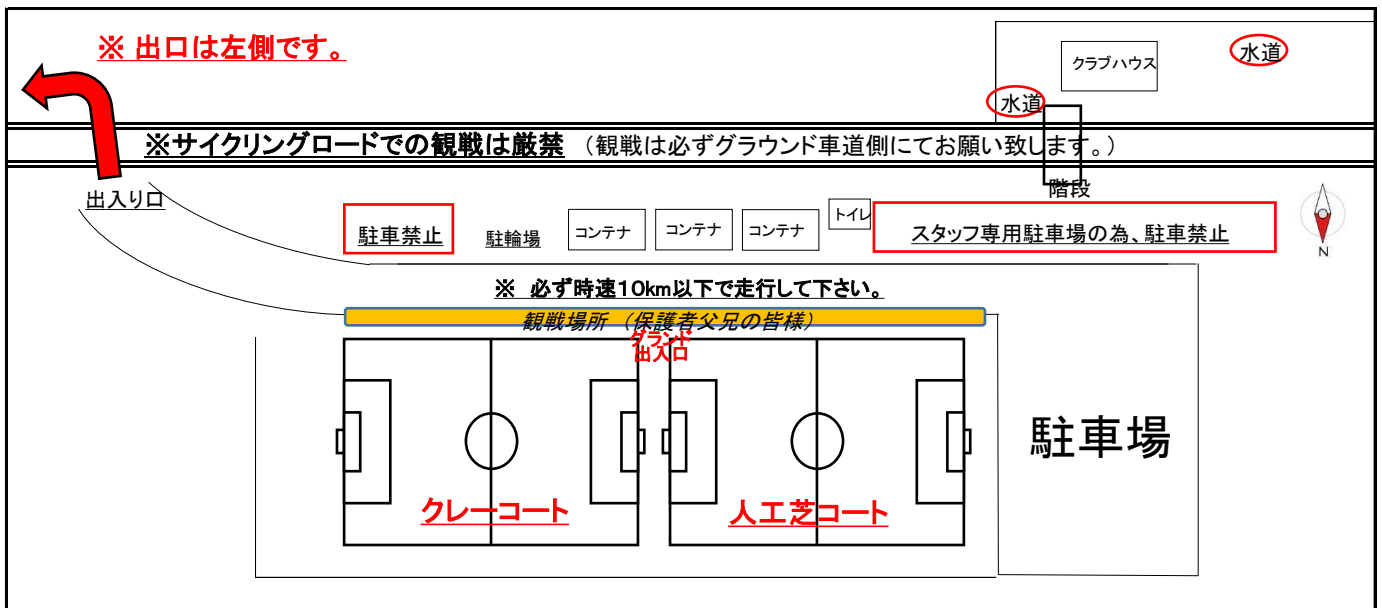 ※ 出口は左側です。
クラブハウス
水道
水道
※サイクリングロードでの観戦は厳禁 （観戦は必ずグラウンド車道側にてお願い致します。）
階段
出入り口
駐車禁止
駐輪場
コンテナ
コンテナ
コンテナ
トイレ
スタッフ専用駐車場の為、駐車禁止
N
※ 必ず時速10km以下で走行して下さい。
観戦場所 （保護者父兄の皆様）
グランド
出入口
駐車場
クレーコート
人工芝コート